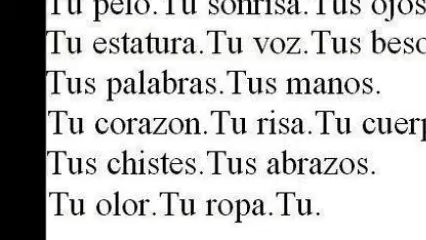 Tu pelo.Tu sonrisa.Tus ojos
Tu estatura.Tu voz.Tus beso
Tus palabras.Tus manos.
Tu corazon.Tu risa.Tu cuerp
Tus chistes.Tus abrazos.
Tu olor.Tu ropa.Tu.